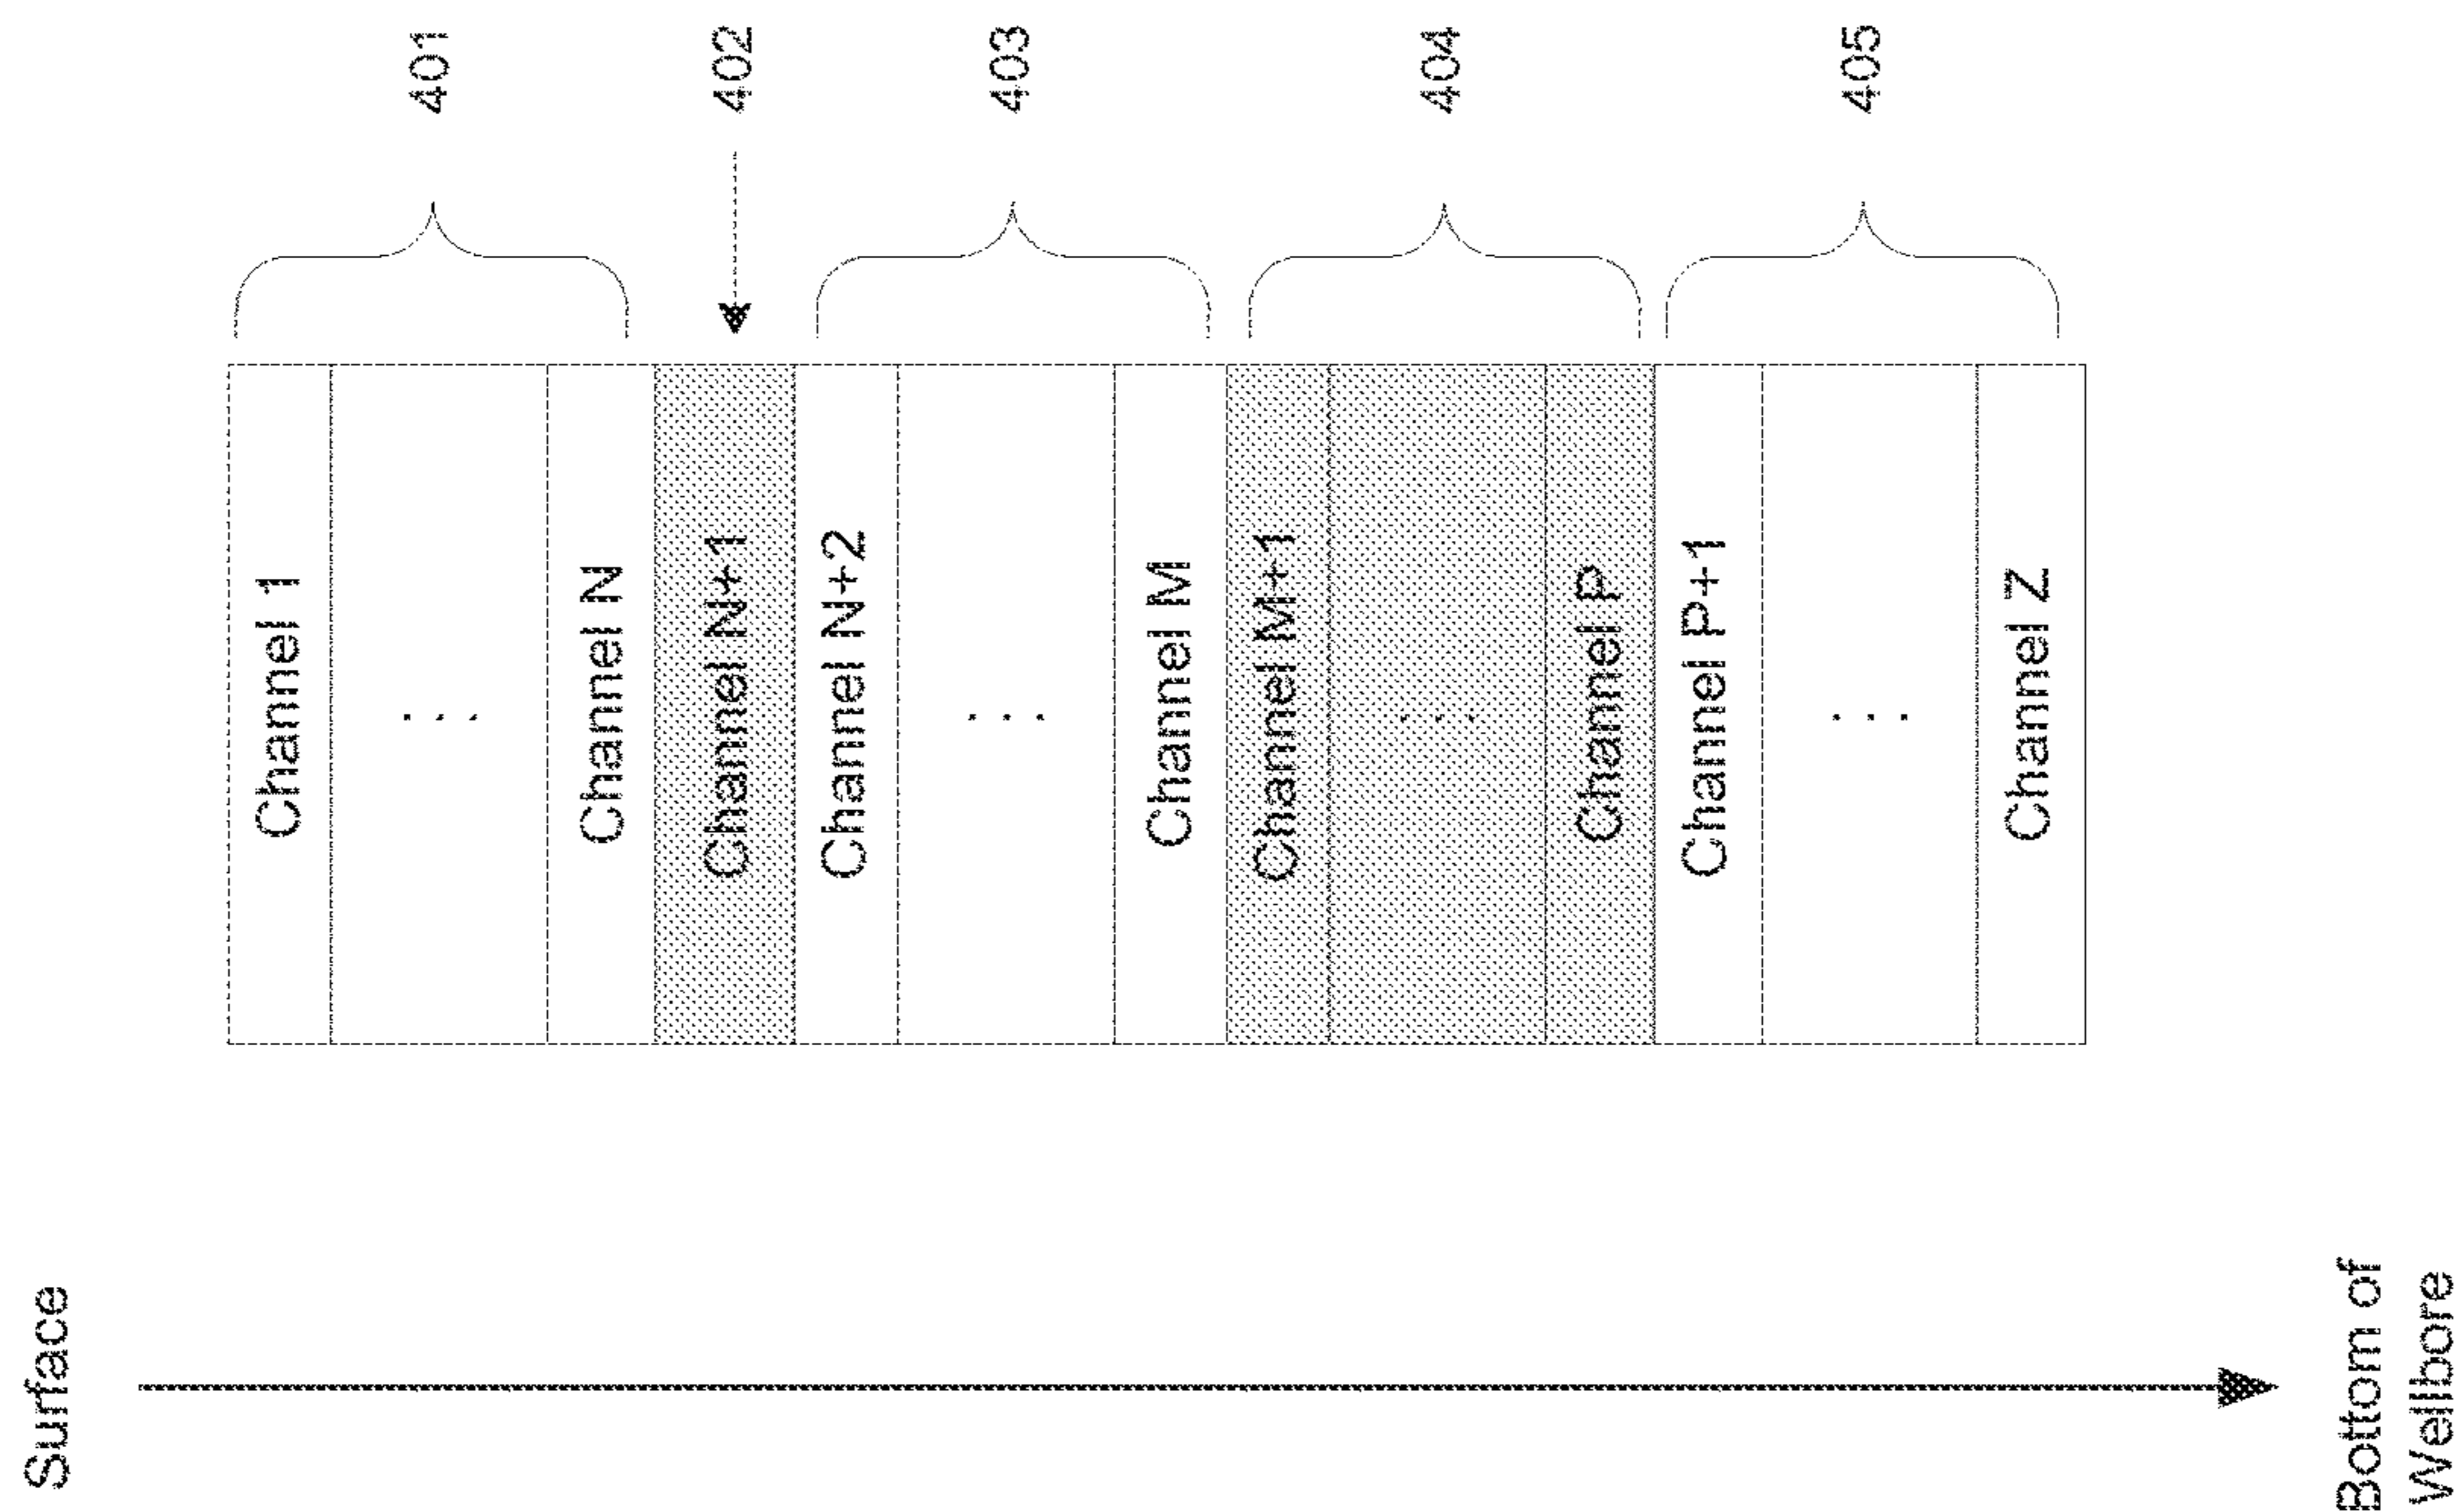 Surface
Channel 1
...
Channel N
401
Channel N+1
402
Channel N+2
...
Channel M
403
Channel M+1
...
Channel P
404
Channel P+1
...
Channel Z
405
Bottom of
Wellbore